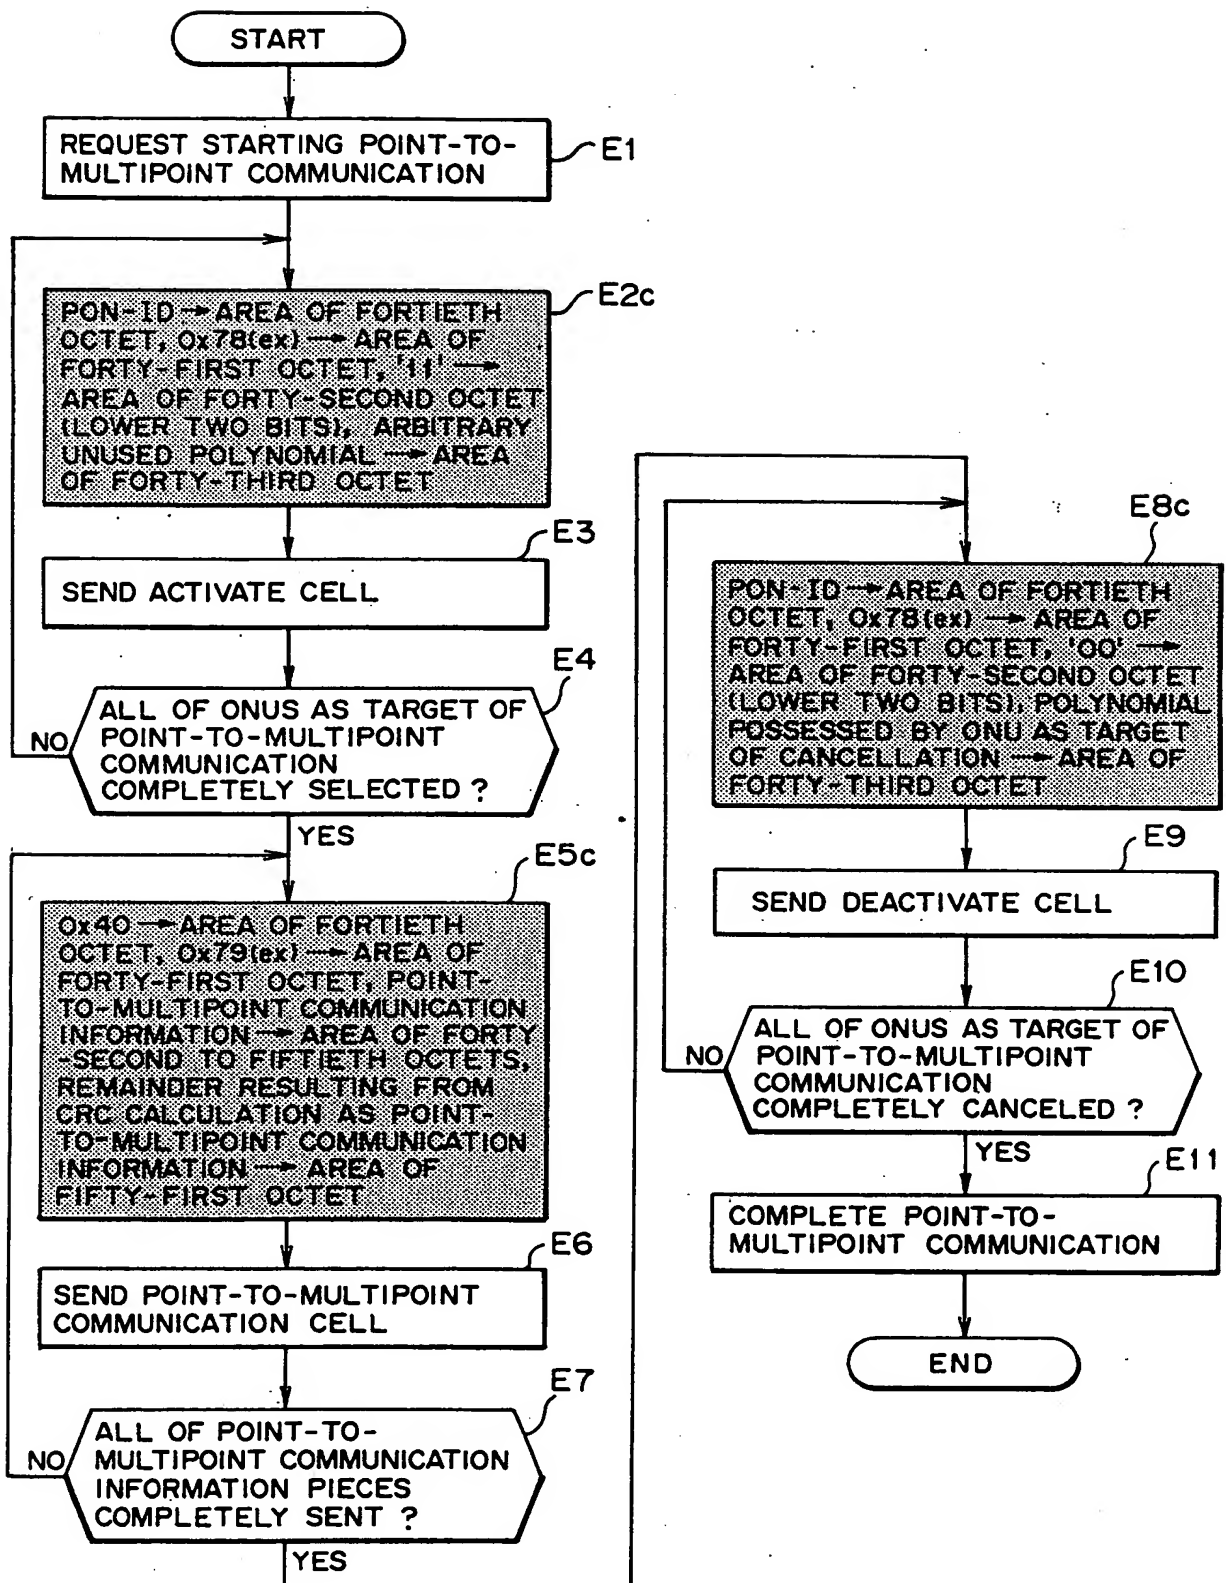 START
REQUEST STARTING POINT-TO-
MULTIPOINT COMMUNICATION
E1
PON-ID→AREA OF FORTIETH
OCTET, 0x78(ex)→AREA OF
FORTY-FIRST OCTET, '11'→
AREA OF FORTY-SECOND OCTET
(LOWER TWO BITS), ARBITRARY
UNUSED POLYNOMIAL→AREA
OF FORTY-THIRD OCTET
E2c
SEND ACTIVATE CELL
E3
ALL OF ONUS AS TARGET OF
POINT-TO-MULTIPOINT
COMMUNICATION
COMPLETELY SELECTED ?
E4
NO
YES
0x40→AREA OF FORTIETH
OCTET, 0x79(ex)→AREA OF
FORTY-FIRST OCTET, POINT-
TO-MULTIPOINT COMMUNICATION
INFORMATION→AREA OF FORTY
-SECOND TO FIFTIETH OCTETS,
REMAINDER RESULTING FROM
CRC CALCULATION AS POINT-
TO-MULTIPOINT COMMUNICATION
INFORMATION→AREA OF
FIFTY-FIRST OCTET
E5c
SEND POINT-TO-MULTIPOINT
COMMUNICATION CELL
E6
ALL OF POINT-TO-
MULTIPOINT COMMUNICATION
INFORMATION PIECES
COMPLETELY SENT ?
E7
NO
YES
PON-ID→AREA OF FORTIETH
OCTET, 0x78(ex)→AREA OF
FORTY-FIRST OCTET, '00'→
AREA OF FORTY-SECOND OCTET
(LOWER TWO BITS), POLYNOMIAL
POSSESSED BY ONU AS TARGET
OF CANCELLATION→AREA OF
FORTY-THIRD OCTET
E8c
SEND DEACTIVATE CELL
E9
ALL OF ONUS AS TARGET OF
POINT-TO-MULTIPOINT
COMMUNICATION
COMPLETELY CANCELED ?
E10
NO
YES
COMPLETE POINT-TO-
MULTIPOINT COMMUNICATION
E11
END